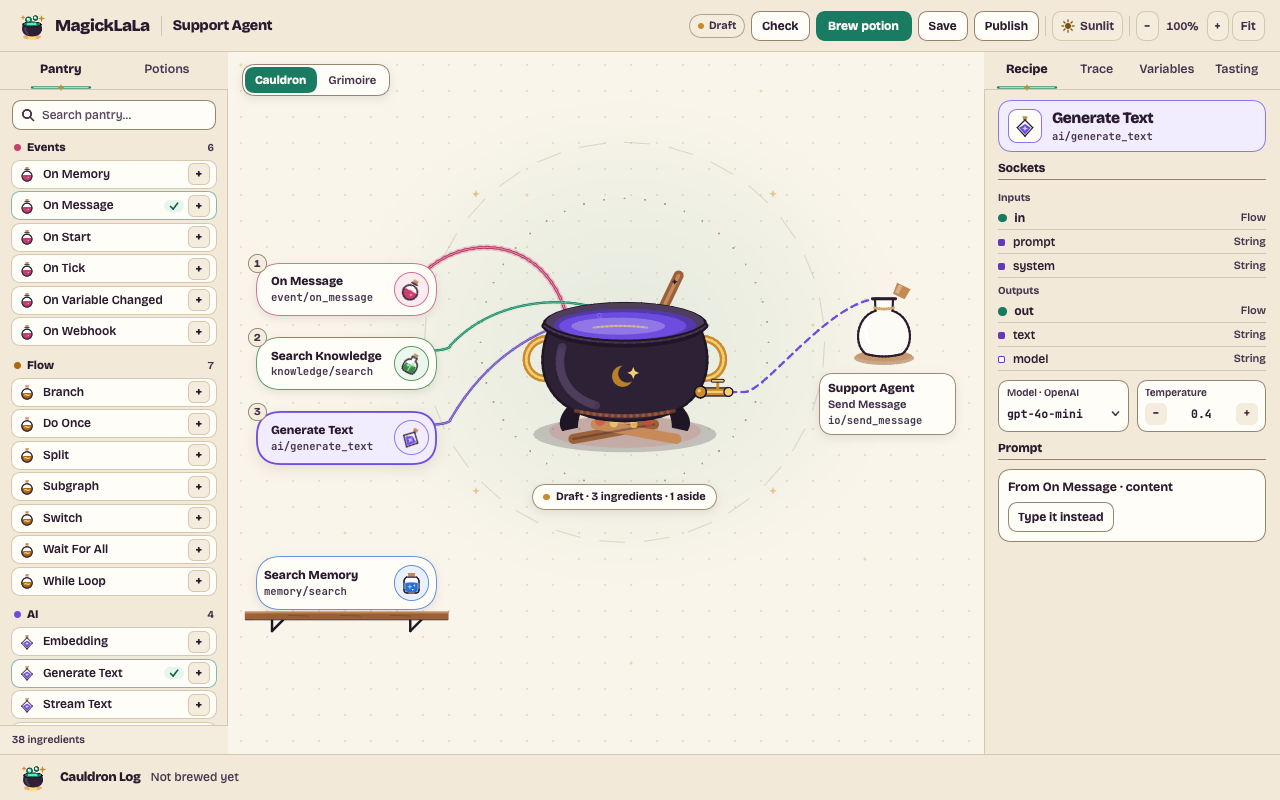 MagickLaLa
Support Agent
Draft
Check
Brew potion
Save
Publish
Sunlit
−
100%
+
Fit
Pantry
Potions
Search pantry...
Events 6
On Memory +
On Message +
On Start +
On Tick +
On Variable Changed +
On Webhook +
Flow 7
Branch +
Do Once +
Split +
Subgraph +
Switch +
Wait For All +
While Loop +
AI 4
Embedding +
Generate Text +
Stream Text +
38 ingredients
Cauldron
Grimoire
1
On Message
event/on_message
2
Search Knowledge
knowledge/search
3
Generate Text
ai/generate_text
Support Agent
Send Message
io/send_message
Draft · 3 ingredients · 1 aside
Search Memory
memory/search
Recipe
Trace
Variables
Tasting
Generate Text
ai/generate_text
Sockets
Inputs
in Flow
prompt String
system String
Outputs
out Flow
text String
model String
Model · OpenAI
gpt-4o-mini
Temperature
− 0.4 +
Prompt
From On Message · content
Type it instead
Cauldron Log Not brewed yet